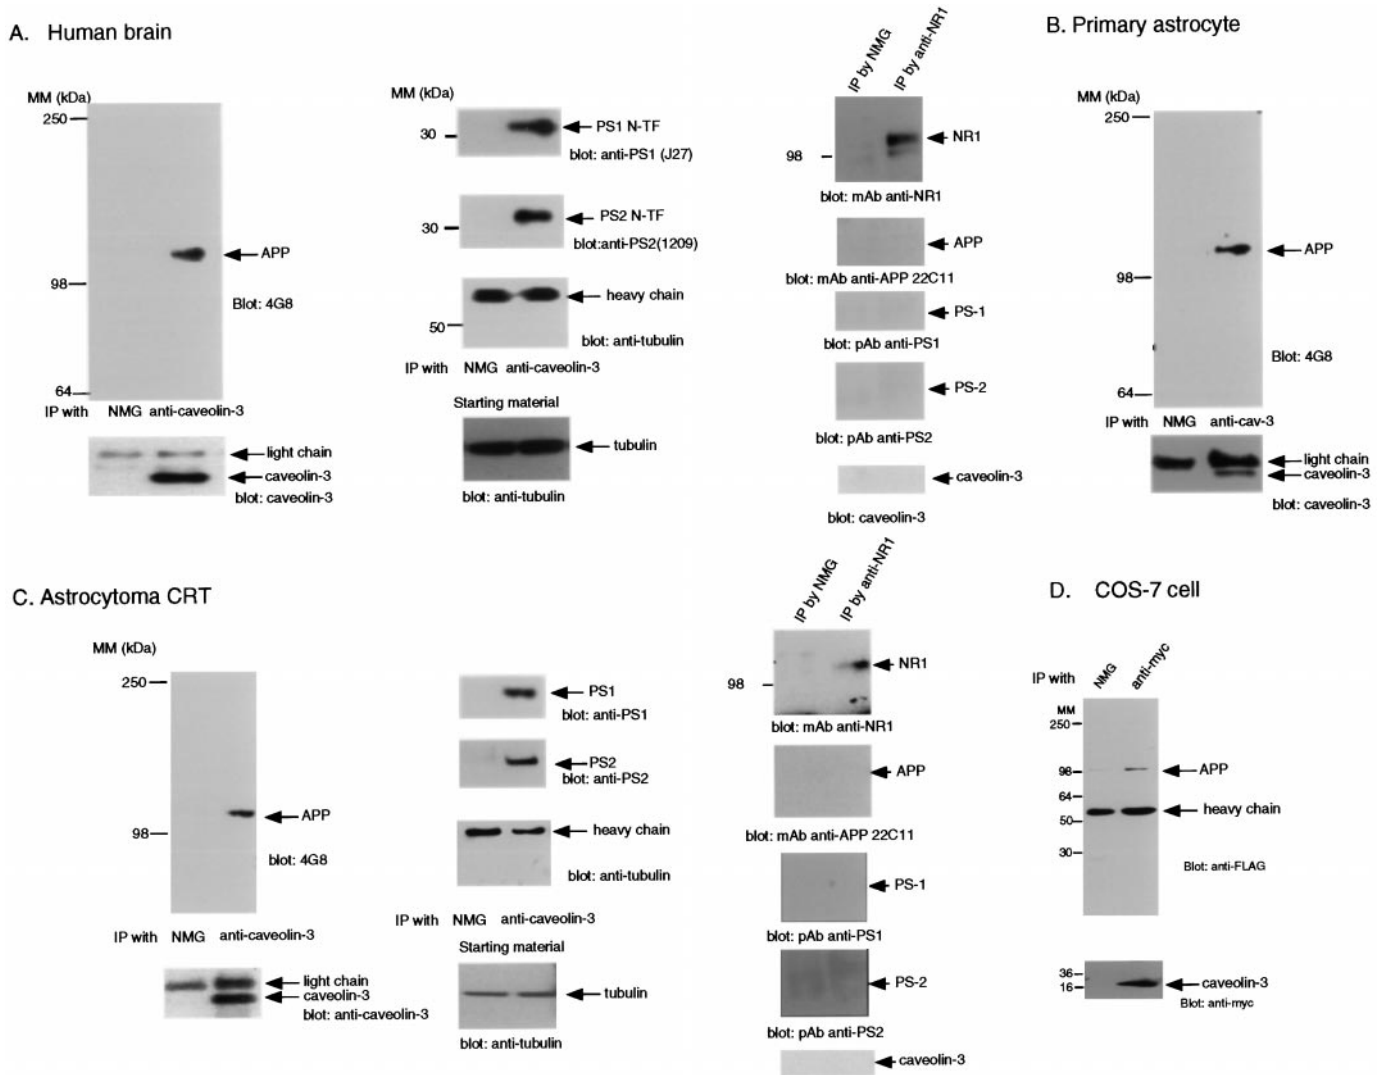 A. Human brain
MM (kDa)
250
98
64
APP
Blot: 4G8
IP with NMG anti-caveolin-3
light chain
caveolin-3
blot: caveolin-3
MM (kDa)
30
PS1 N-TF
blot: anti-PS1 (J27)
30
PS2 N-TF
blot:anti-PS2(1209)
heavy chain
50
blot: anti-tubulin
IP with NMG anti-caveolin-3
Starting material
tubulin
blot: anti-tubulin
IP by NMG
IP by anti-NR1
98
NR1
blot: mAb anti-NR1
APP
blot: mAb anti-APP 22C11
PS-1
blot: pAb anti-PS1
PS-2
blot: pAb anti-PS2
caveolin-3
blot: caveolin-3
B. Primary astrocyte
MM (kDa)
250
98
64
APP
Blot: 4G8
IP with NMG anti-cav-3
light chain
caveolin-3
blot: caveolin-3
C. Astrocytoma CRT
MM (kDa)
250
98
APP
blot: 4G8
IP with NMG anti-caveolin-3
light chain
caveolin-3
blot: anti-caveolin-3
PS1
blot: anti-PS1
PS2
blot: anti-PS2
heavy chain
blot: anti-tubulin
IP with NMG anti-caveolin-3
Starting material
tubulin
blot: anti-tubulin
IP by NMG
IP by anti-NR1
98
NR1
blot: mAb anti-NR1
APP
blot: mAb anti-APP 22C11
PS-1
blot: pAb anti-PS1
PS-2
blot: pAb anti-PS2
caveolin-3
D. COS-7 cell
IP with NMG anti-myc
MM
250
98
64
50
30
APP
heavy chain
Blot: anti-FLAG
36
16
caveolin-3
Blot: anti-myc